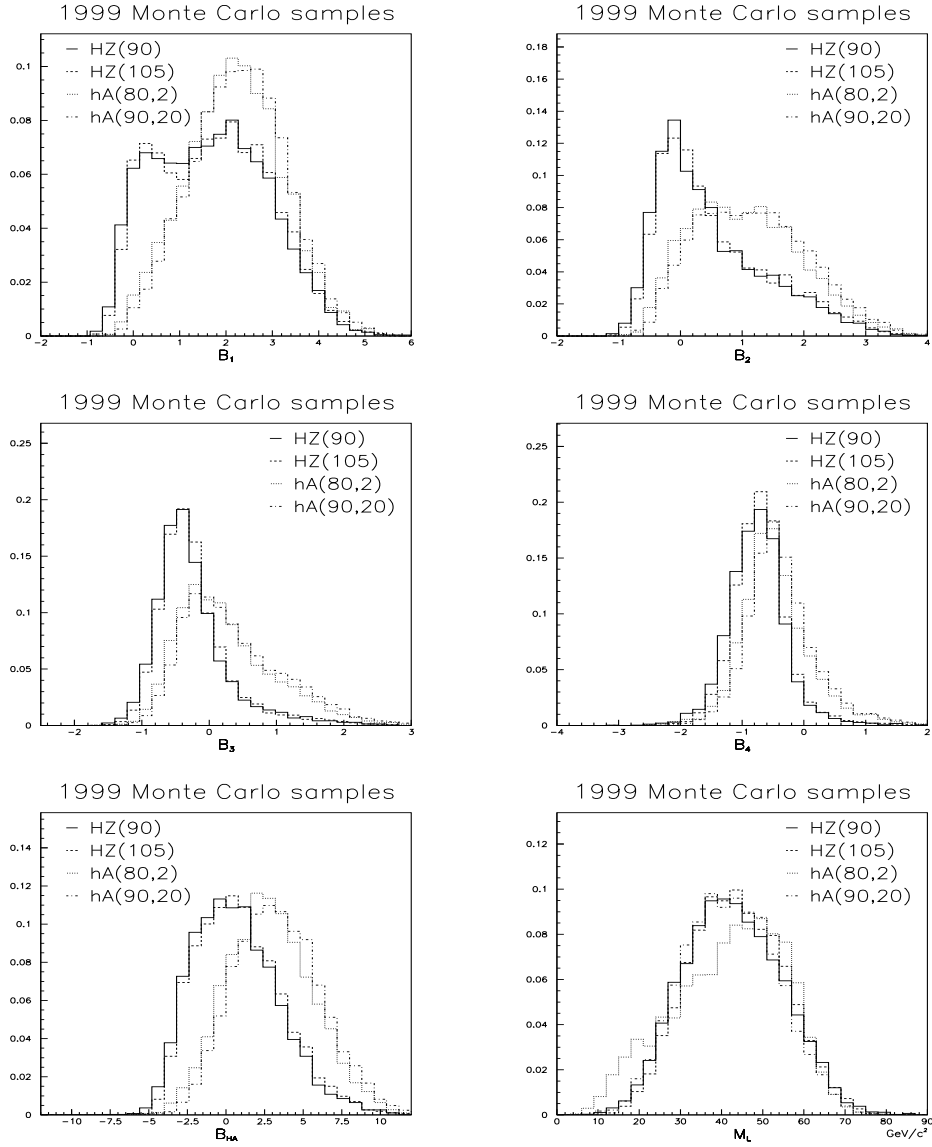 1999 Monte Carlo samples
HZ(90)
HZ(105)
hA(80,2)
hA(90,20)
0.1
0.08
0.06
0.04
0.02
0
-2 -1 0 1 2 3 4 5 6
B1
1999 Monte Carlo samples
HZ(90)
HZ(105)
hA(80,2)
hA(90,20)
0.18
0.16
0.14
0.12
0.1
0.08
0.06
0.04
0.02
0
-2 -1 0 1 2 3 4
B2
1999 Monte Carlo samples
HZ(90)
HZ(105)
hA(80,2)
hA(90,20)
0.25
0.2
0.15
0.1
0.05
0
-3 -2 -1 0 1 2 3
B3
1999 Monte Carlo samples
HZ(90)
HZ(105)
hA(80,2)
hA(90,20)
0.25
0.2
0.15
0.1
0.05
0
-4 -3 -2 -1 0 1 2
B4
1999 Monte Carlo samples
HZ(90)
HZ(105)
hA(80,2)
hA(90,20)
0.14
0.12
0.1
0.08
0.06
0.04
0.02
0
-10 -7.5 -5 -2.5 0 2.5 5 7.5 10
BHA
1999 Monte Carlo samples
HZ(90)
HZ(105)
hA(80,2)
hA(90,20)
0.12
0.1
0.08
0.06
0.04
0.02
0
0 10 20 30 40 50 60 70 80 90
ML
GeV/c²